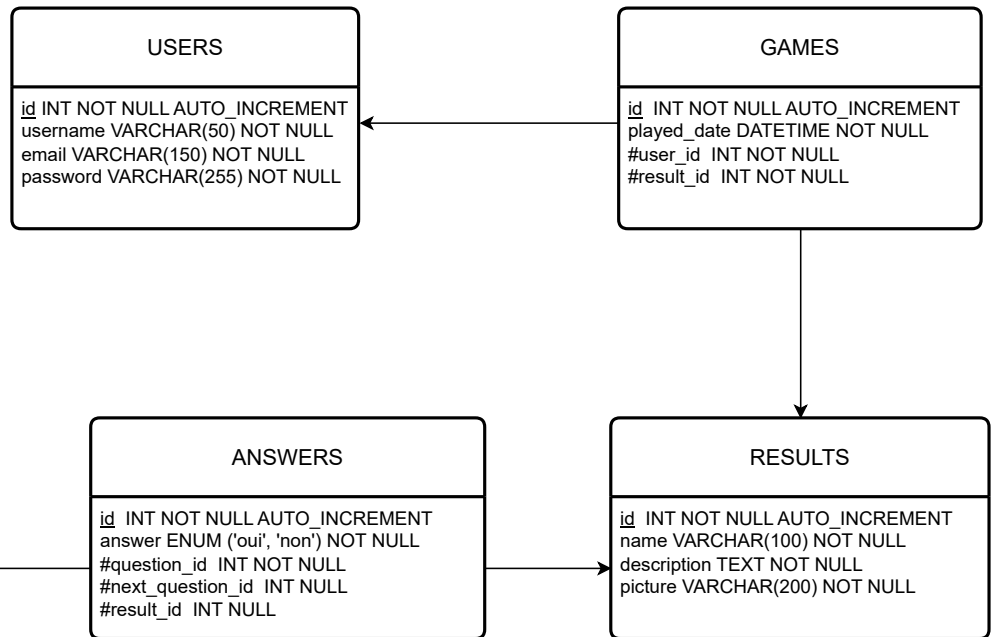 USERS
id INT NOT NULL AUTO_INCREMENT
username VARCHAR(50) NOT NULL
email VARCHAR(150) NOT NULL
password VARCHAR(255) NOT NULL
GAMES
id INT NOT NULL AUTO_INCREMENT
played_date DATETIME NOT NULL
#user_id INT NOT NULL
#result_id INT NOT NULL
ANSWERS
id INT NOT NULL AUTO_INCREMENT
answer ENUM ('oui', 'non') NOT NULL
#question_id INT NOT NULL
#next_question_id INT NULL
#result_id INT NULL
RESULTS
id INT NOT NULL AUTO_INCREMENT
name VARCHAR(100) NOT NULL
description TEXT NOT NULL
picture VARCHAR(200) NOT NULL